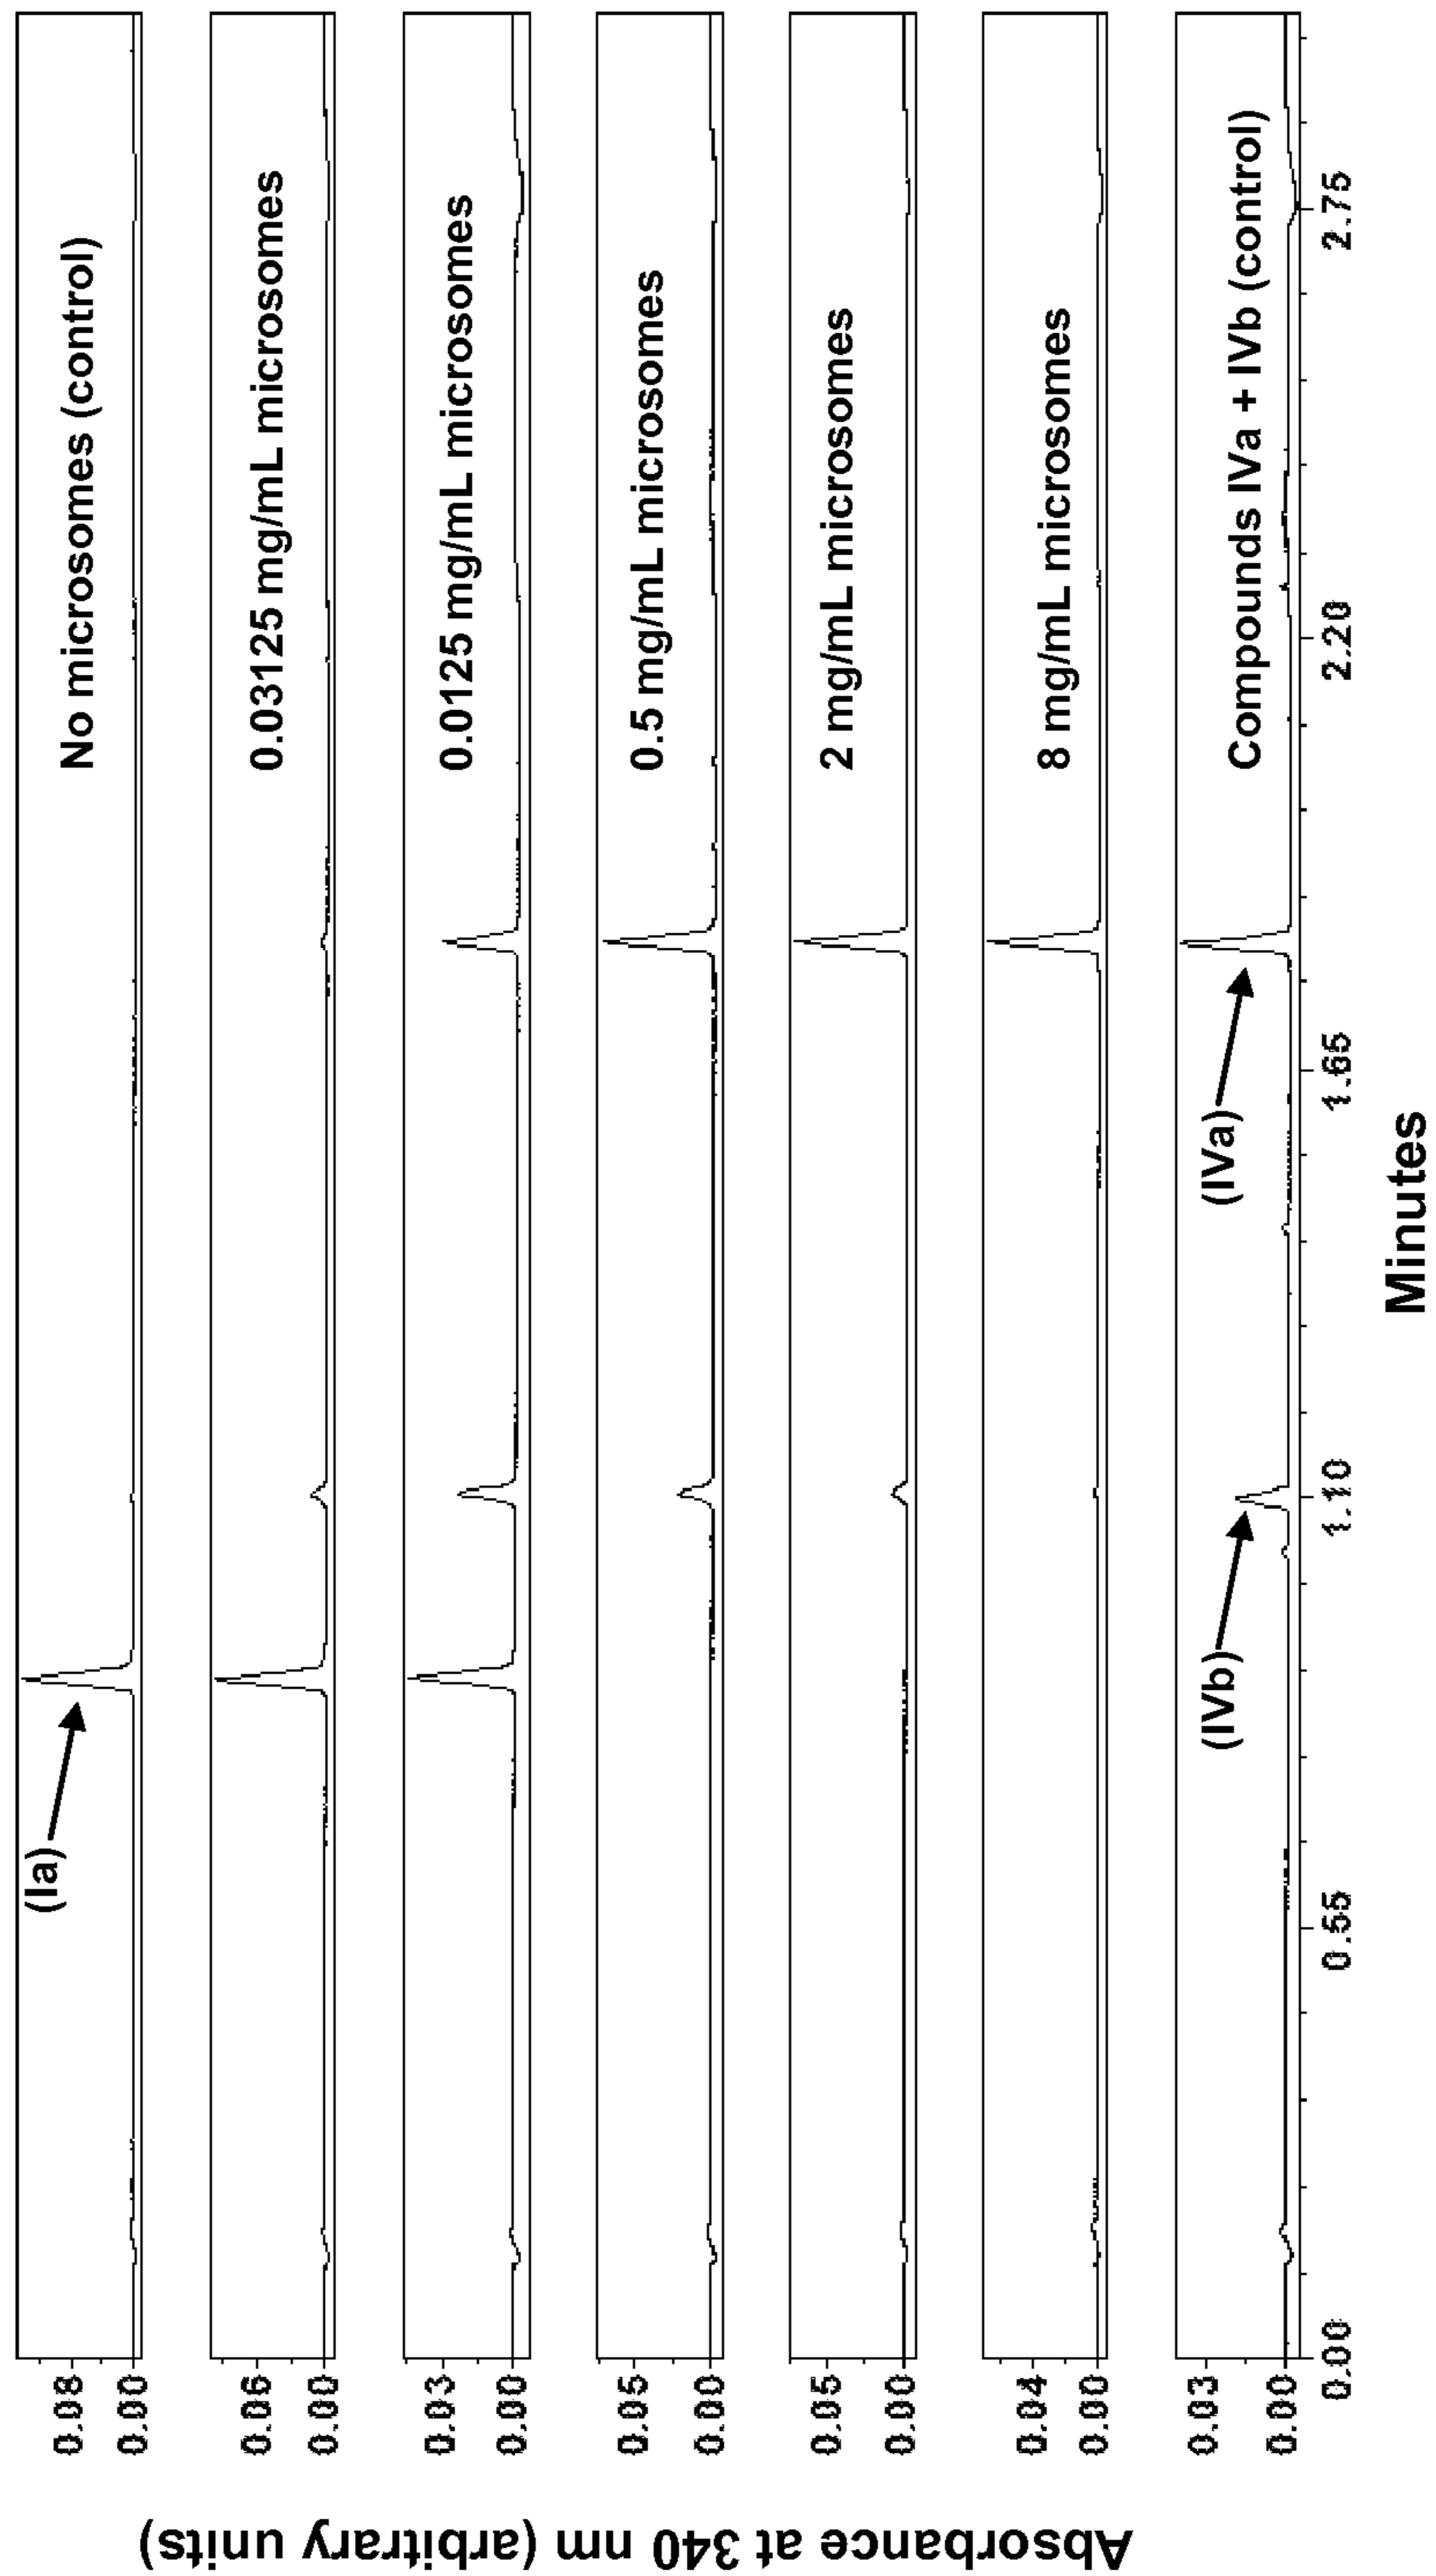 Absorbance at 340 nm (arbitrary units)
0.08
0.00
(Ia)
No microsomes (control)
0.06
0.00
0.03125 mg/mL microsomes
0.03
0.00
0.0125 mg/mL microsomes
0.05
0.00
0.5 mg/mL microsomes
0.05
0.00
2 mg/mL microsomes
0.04
0.00
8 mg/mL microsomes
0.03
0.00
(IVb)
(IVa)
Compounds IVa + IVb (control)
0.00 0.55 1.10 1.65 2.20 2.75
Minutes